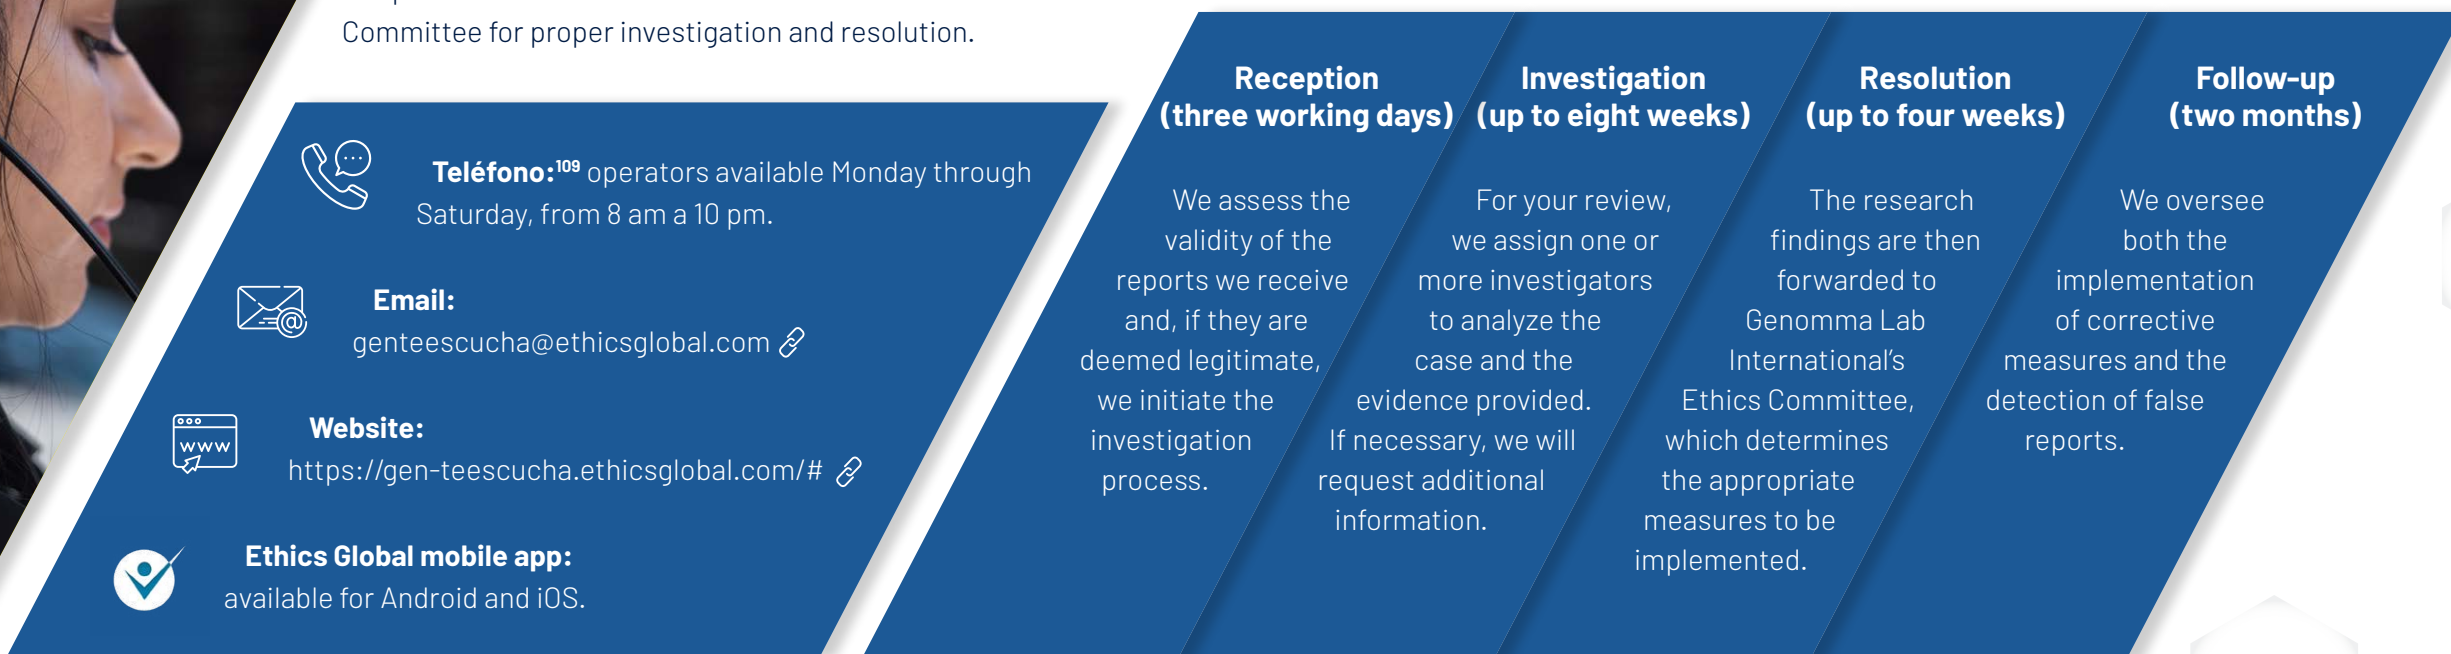 Committee for proper investigation and resolution.
Teléfono:109 operators available Monday through
Saturday, from 8 am a 10 pm.
Email:
genteescucha@ethicsglobal.com
www
Website:
https://gen-teescucha.ethicsglobal.com/#
Ethics Global mobile app:
available for Android and iOS.
Reception
(three working days)
We assess the
validity of the
reports we receive
and, if they are
deemed legitimate,
we initiate the
investigation
process.
Investigation
(up to eight weeks)
For your review,
we assign one or
more investigators
to analyze the
case and the
evidence provided.
If necessary, we will
request additional
information.
Resolution
(up to four weeks)
The research
findings are then
forwarded to
Genomma Lab
International’s
Ethics Committee,
which determines
the appropriate
measures to be
implemented.
Follow-up
(two months)
We oversee
both the
implementation
of corrective
measures and the
detection of false
reports.